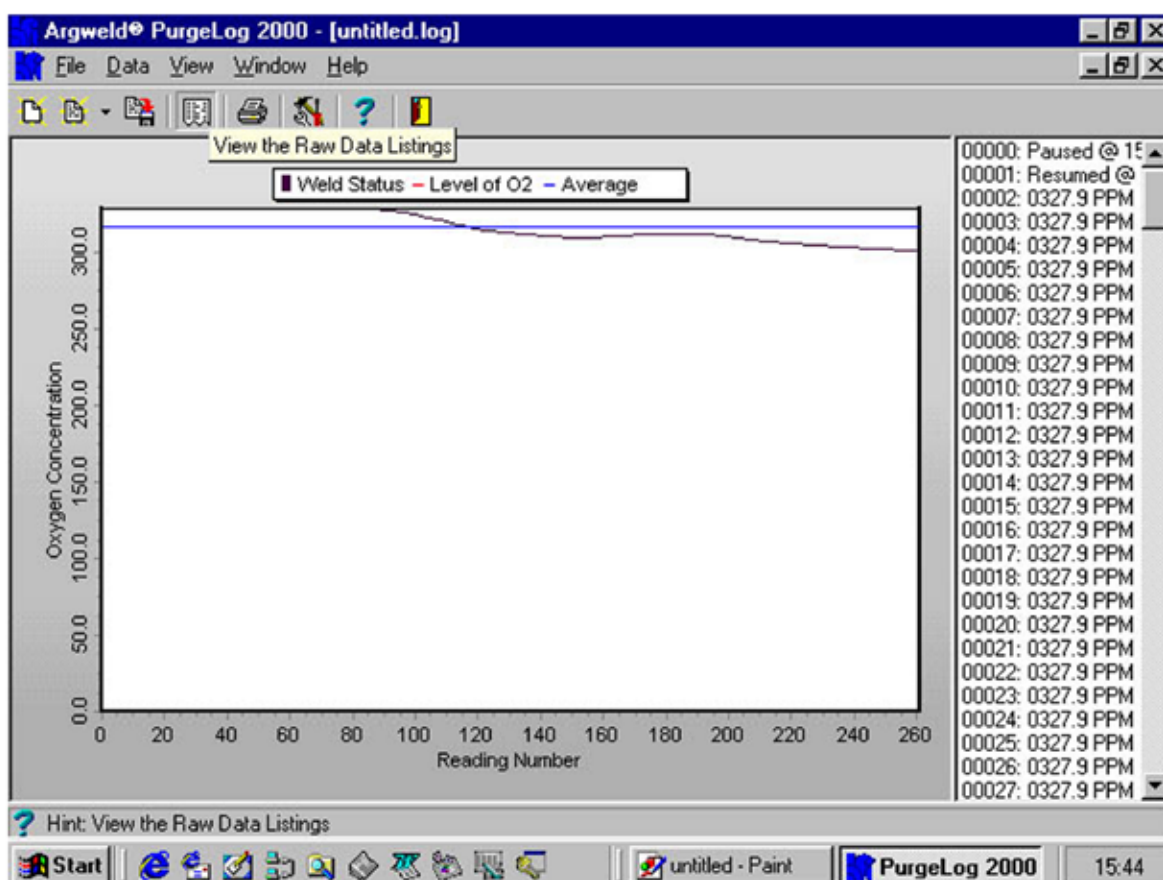 Argweld® PurgeLog 2000 - [untitled.log]
File Data View Window Help
View the Raw Data Listings
Weld Status Level of O2 Average
Oxygen Concentration
300.0
250.0
200.0
150.0
100.0
50.0
0.0
0 20 40 60 80 100 120 140 160 180 200 220 240 260
Reading Number
00000: Paused @ 15
00001: Resumed @
00002: 0327.9 PPM
00003: 0327.9 PPM
00004: 0327.9 PPM
00005: 0327.9 PPM
00006: 0327.9 PPM
00007: 0327.9 PPM
00008: 0327.9 PPM
00009: 0327.9 PPM
00010: 0327.9 PPM
00011: 0327.9 PPM
00012: 0327.9 PPM
00013: 0327.9 PPM
00014: 0327.9 PPM
00015: 0327.9 PPM
00016: 0327.9 PPM
00017: 0327.9 PPM
00018: 0327.9 PPM
00019: 0327.9 PPM
00020: 0327.9 PPM
00021: 0327.9 PPM
00022: 0327.9 PPM
00023: 0327.9 PPM
00024: 0327.9 PPM
00025: 0327.9 PPM
00026: 0327.9 PPM
00027: 0327.9 PPM
Hint: View the Raw Data Listings
Start untitled - Paint PurgeLog 2000 15:44